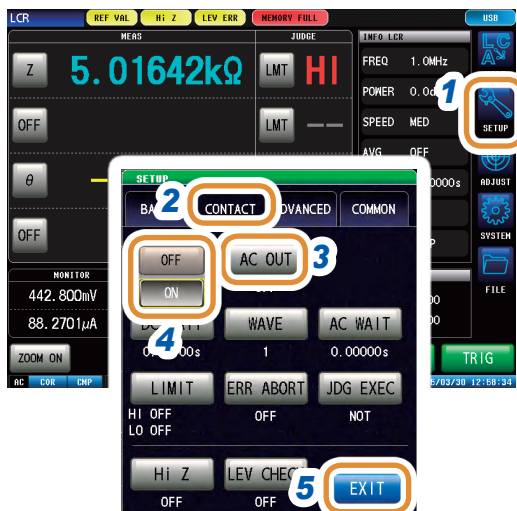 LCR REF VAL Hi Z LEV ERR MEMORY FULL USB
MEAS JUDGE INFO LCR
Z 5.01642kΩ LMT HI
FREQ 1.0MHz
POWER
OFF LMT --
SPEED MED
AVG OFF
1
SETUP
ADJUST
SYSTEM
FILE
θ
OFF
MONITOR
442.800mV
88.2701μA
ZOOM ON
TRIG
AC COR CMP
12:58:34
SETUP
2 CONTACT COMMON
OFF AC OUT 3
ON
4
WAVE AC WAIT
1 0.00000s
LIMIT ERR ABORT JDG EXEC
HI OFF OFF NOT
LO OFF
Hi Z LEV CHECK
OFF OFF
5 EXIT